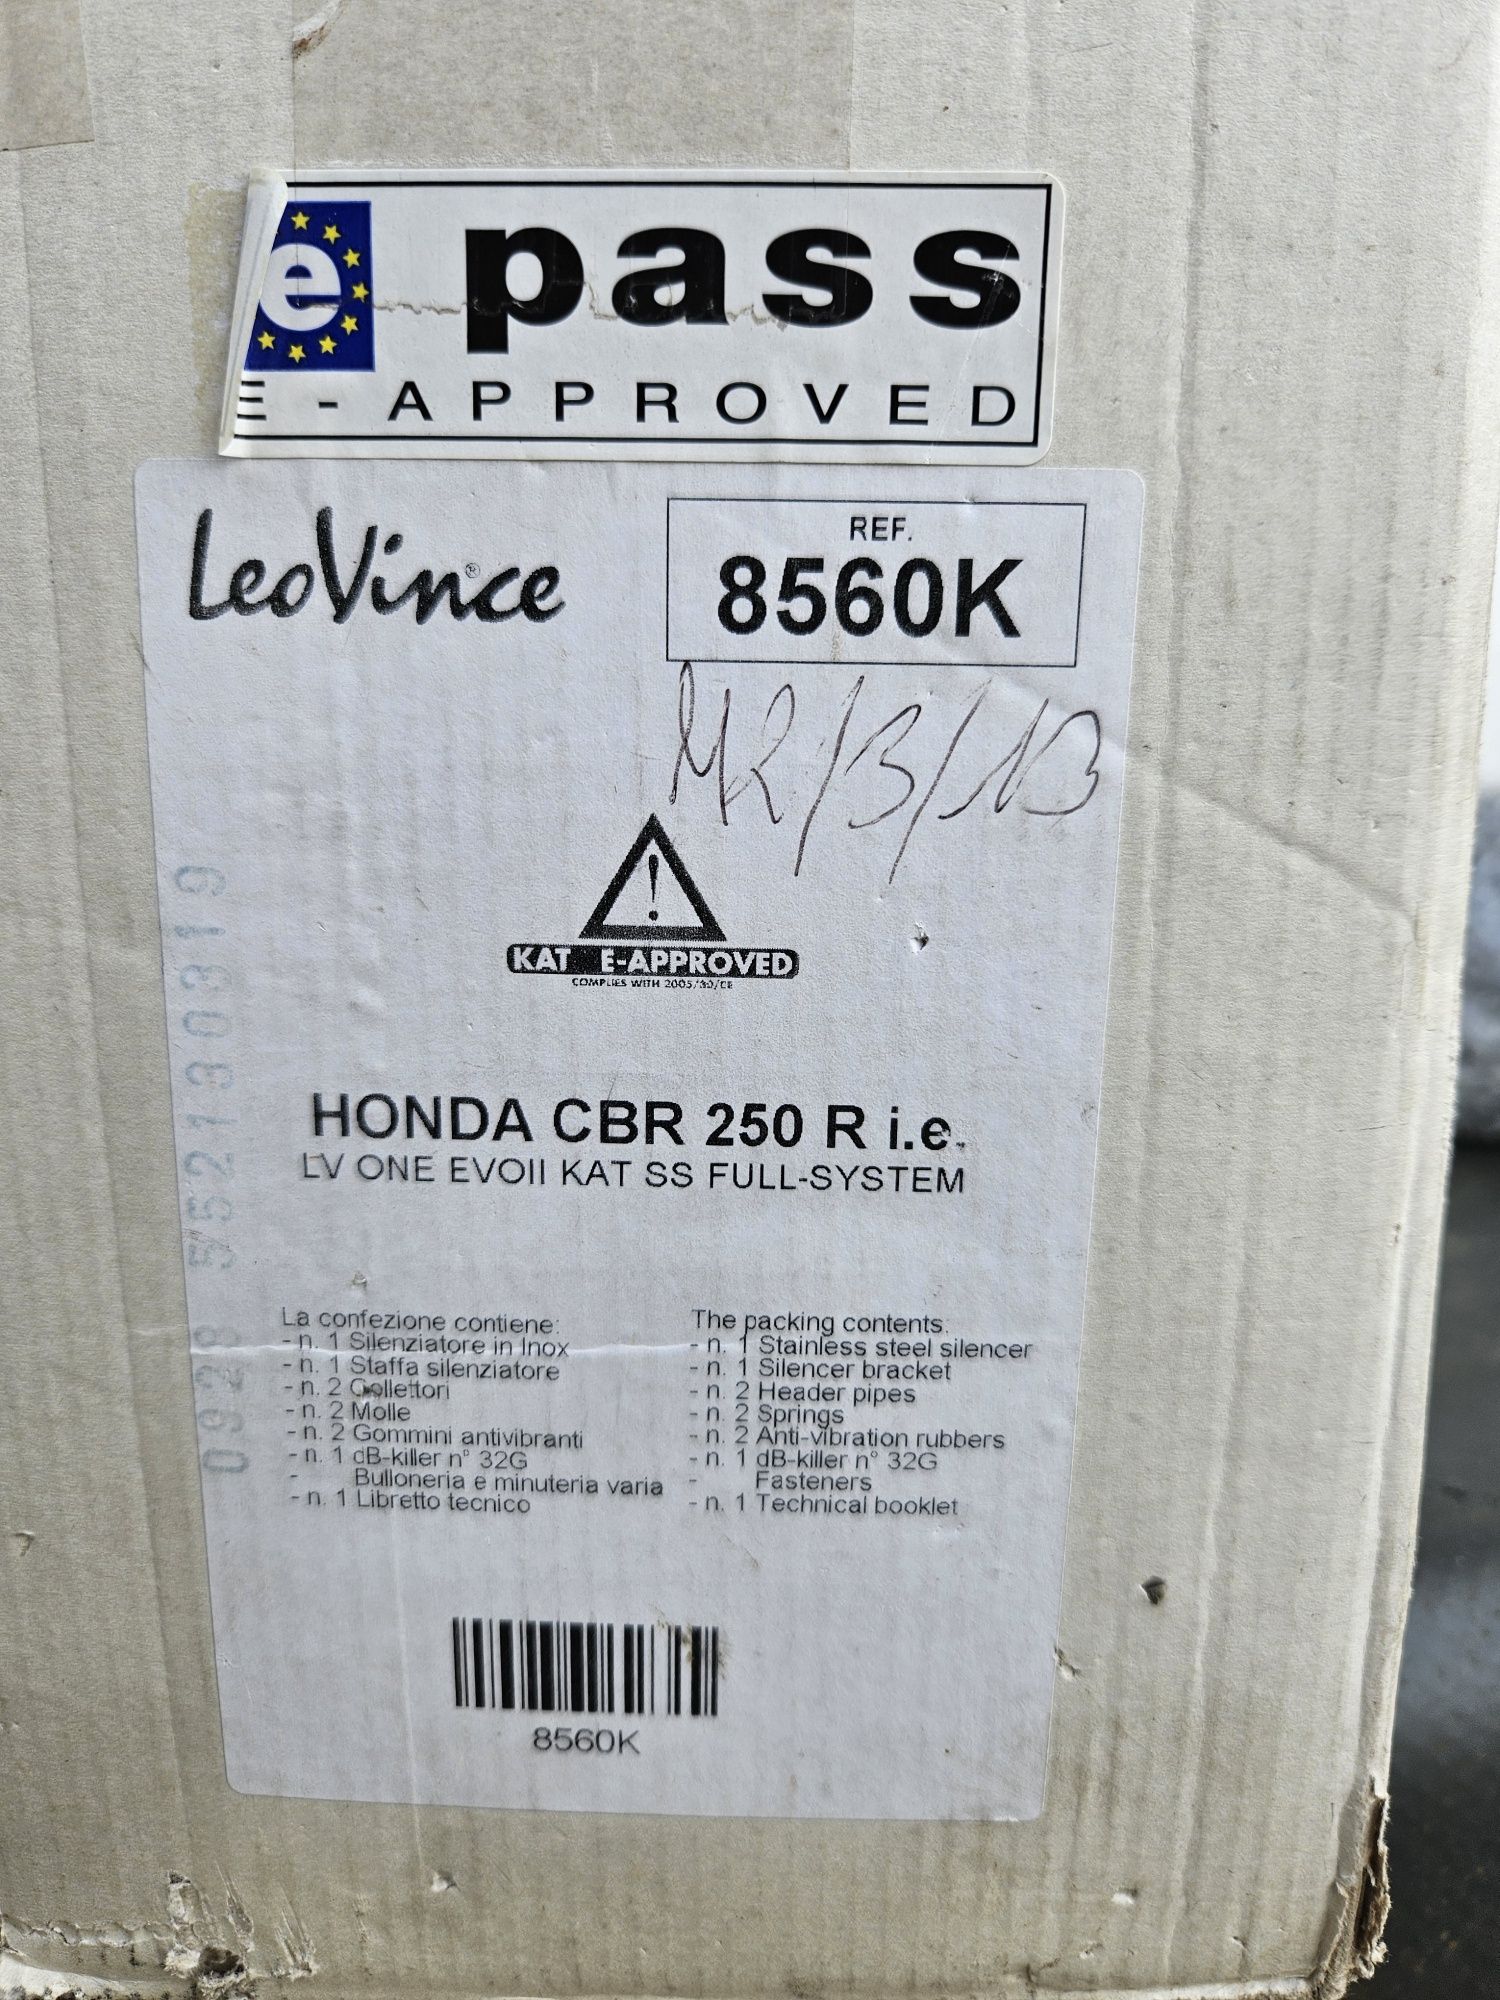 e pass
E-APPROVED
LeoVince®
REF.
8560K
12/3/13
KAT E-APPROVED
COMPLIES WITH 2005/30/CE
HONDA CBR 250 R i.e.
LV ONE EVOII KAT SS FULL-SYSTEM
La confezione contiene:
- n. 1 Silenziatore in Inox
- n. 1 Staffa silenziatore
- n. 2 Collettori
- n. 2 Molle
- n. 2 Gommini antivibranti
- n. 1 dB-killer n° 32G
- Bulloneria e minuteria varia
- n. 1 Libretto tecnico
The packing contents:
- n. 1 Stainless steel silencer
- n. 1 Silencer bracket
- n. 2 Header pipes
- n. 2 Springs
- n. 2 Anti-vibration rubbers
- n. 1 dB-killer n° 32G
- Fasteners
- n. 1 Technical booklet
8560K